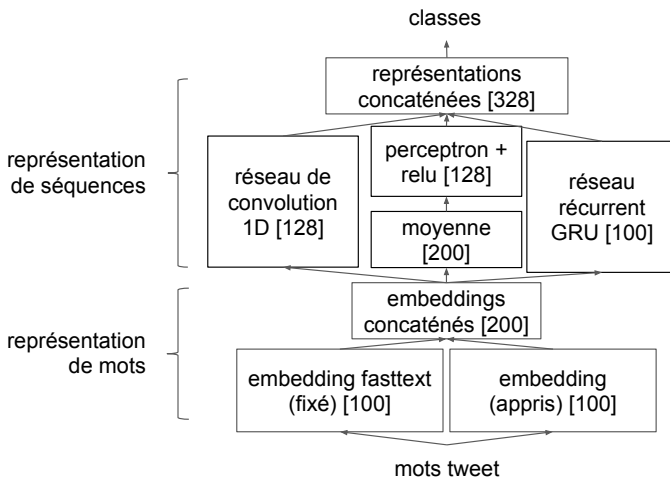 classes
représentations
concaténées [328]
représentation
de séquences
réseau de
convolution
1D [128]
perceptron +
relu [128]
moyenne
[200]
réseau
récurrent
GRU [100]
embeddings
concaténés [200]
représentation
de mots
embedding fasttext
(fixé) [100]
embedding
(appris) [100]
mots tweet